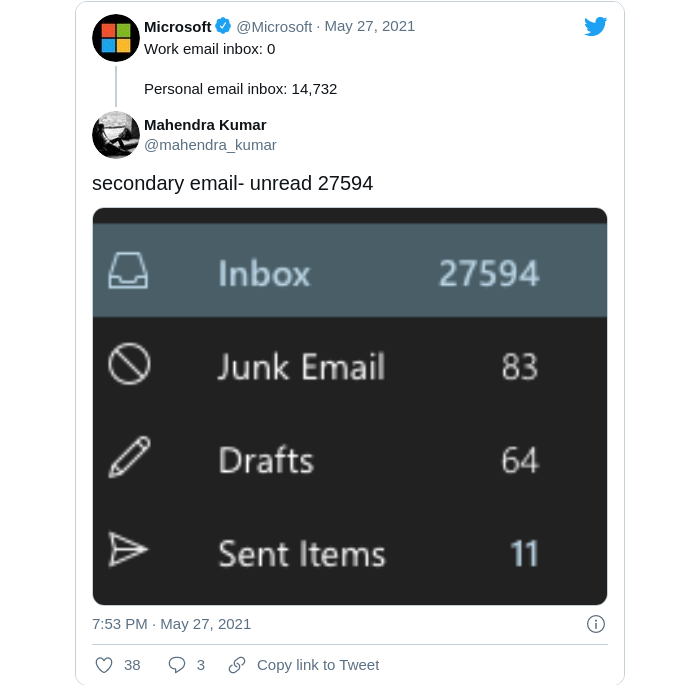 Microsoft @Microsoft · May 27, 2021
Work email inbox: 0
Personal email inbox: 14,732
Mahendra Kumar
@mahendra_kumar
secondary email- unread 27594
Inbox 27594
Junk Email 83
Drafts 64
Sent Items 11
7:53 PM · May 27, 2021
38 3 Copy link to Tweet